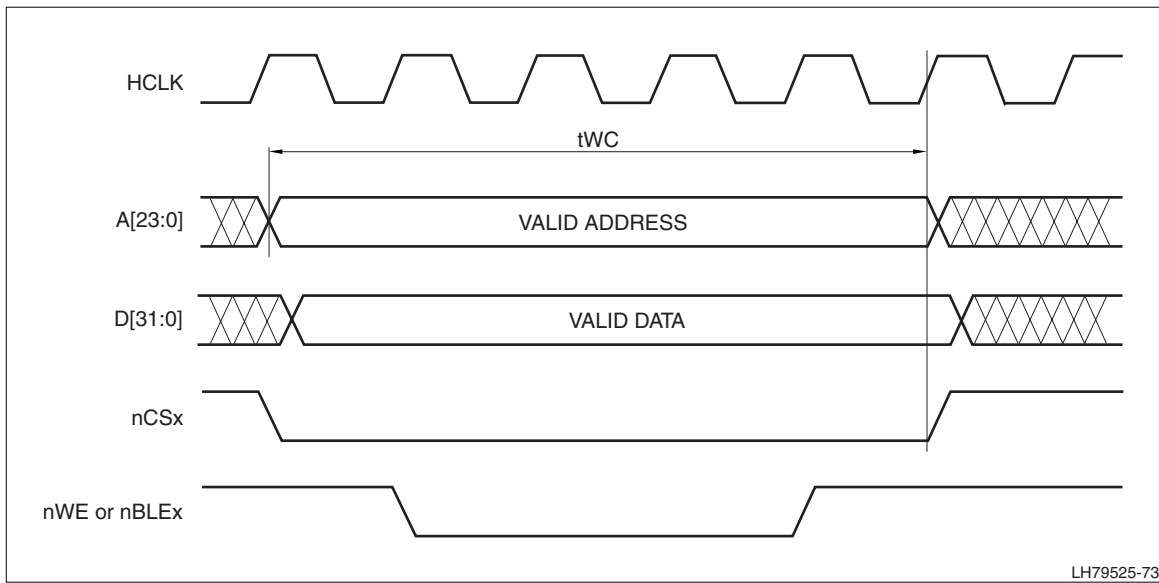 HCLK
tWC
A[23:0]
VALID ADDRESS
D[31:0]
VALID DATA
nCSx
nWE or nBLEx
LH79525-73